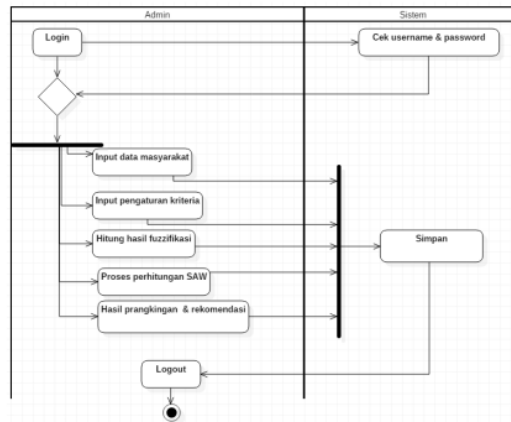 Admin
Sistem
Login
Cek username & password
Input data masyarakat
Input pengaturan kriteria
Hitung hasil fuzzifikasi
Simpan
Proses perhitungan SAW
Hasil prangkingan & rekomendasi
Logout